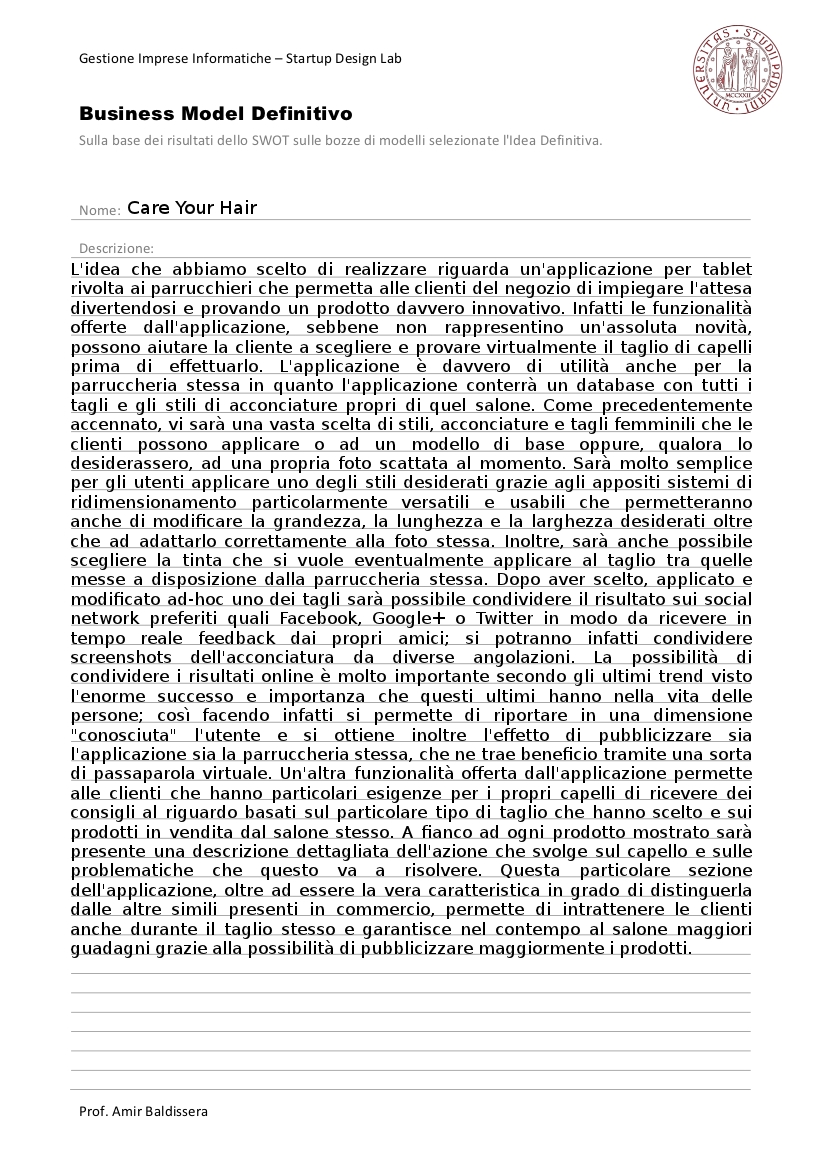 Gestione Imprese Informatiche – Startup Design Lab
UNIVERSITAS • STUDII PADUANI •
MCCXXII
Business Model Definitivo
Sulla base dei risultati dello SWOT sulle bozze di modelli selezionate l'Idea Definitiva.
Nome: Care Your Hair
Descrizione:
L'idea che abbiamo scelto di realizzare riguarda un'applicazione per tablet
rivolta ai parrucchieri che permetta alle clienti del negozio di impiegare l'attesa
divertendosi e provando un prodotto davvero innovativo. Infatti le funzionalità
offerte dall'applicazione, sebbene non rappresentino un'assoluta novità,
possono aiutare la cliente a scegliere e provare virtualmente il taglio di capelli
prima di effettuarlo. L'applicazione è davvero di utilità anche per la
parruccheria stessa in quanto l'applicazione conterrà un database con tutti i
tagli e gli stili di acconciature propri di quel salone. Come precedentemente
accennato, vi sarà una vasta scelta di stili, acconciature e tagli femminili che le
clienti possono applicare o ad un modello di base oppure, qualora lo
desiderassero, ad una propria foto scattata al momento. Sarà molto semplice
per gli utenti applicare uno degli stili desiderati grazie agli appositi sistemi di
ridimensionamento particolarmente versatili e usabili che permetteranno
anche di modificare la grandezza, la lunghezza e la larghezza desiderati oltre
che ad adattarlo correttamente alla foto stessa. Inoltre, sarà anche possibile
scegliere la tinta che si vuole eventualmente applicare al taglio tra quelle
messe a disposizione dalla parruccheria stessa. Dopo aver scelto, applicato e
modificato ad-hoc uno dei tagli sarà possibile condividere il risultato sui social
network preferiti quali Facebook, Google+ o Twitter in modo da ricevere in
tempo reale feedback dai propri amici; si potranno infatti condividere
screenshots dell'acconciatura da diverse angolazioni. La possibilità di
condividere i risultati online è molto importante secondo gli ultimi trend visto
l'enorme successo e importanza che questi ultimi hanno nella vita delle
persone; così facendo infatti si permette di riportare in una dimensione
"conosciuta" l'utente e si ottiene inoltre l'effetto di pubblicizzare sia
l'applicazione sia la parruccheria stessa, che ne trae beneficio tramite una sorta
di passaparola virtuale. Un'altra funzionalità offerta dall'applicazione permette
alle clienti che hanno particolari esigenze per i propri capelli di ricevere dei
consigli al riguardo basati sul particolare tipo di taglio che hanno scelto e sui
prodotti in vendita dal salone stesso. A fianco ad ogni prodotto mostrato sarà
presente una descrizione dettagliata dell'azione che svolge sul capello e sulle
problematiche che questo va a risolvere. Questa particolare sezione
dell'applicazione, oltre ad essere la vera caratteristica in grado di distinguerla
dalle altre simili presenti in commercio, permette di intrattenere le clienti
anche durante il taglio stesso e garantisce nel contempo al salone maggiori
guadagni grazie alla possibilità di pubblicizzare maggiormente i prodotti.
Prof. Amir Baldissera